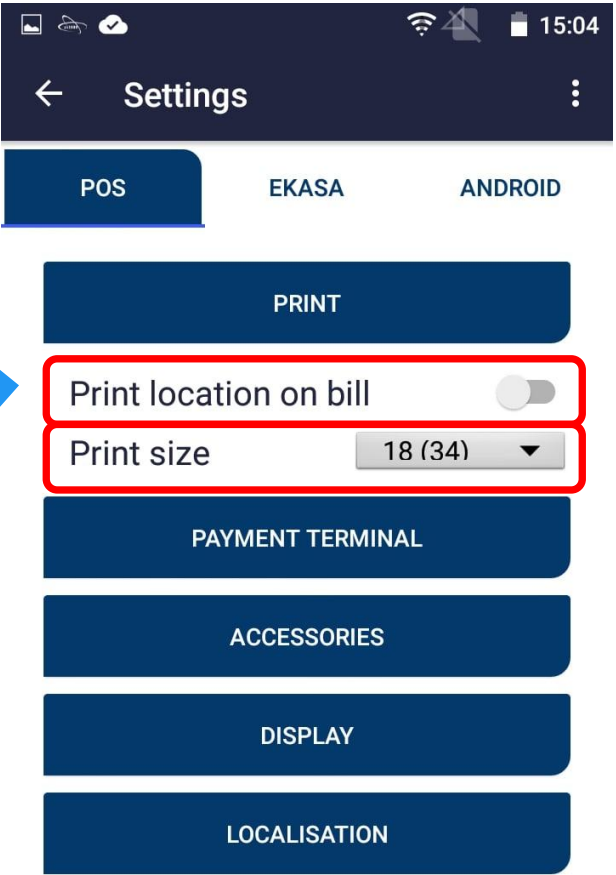 15:04
Settings
POS EKASA ANDROID
PRINT
Print location on bill
Print size 18 (34)
PAYMENT TERMINAL
ACCESSORIES
DISPLAY
LOCALISATION